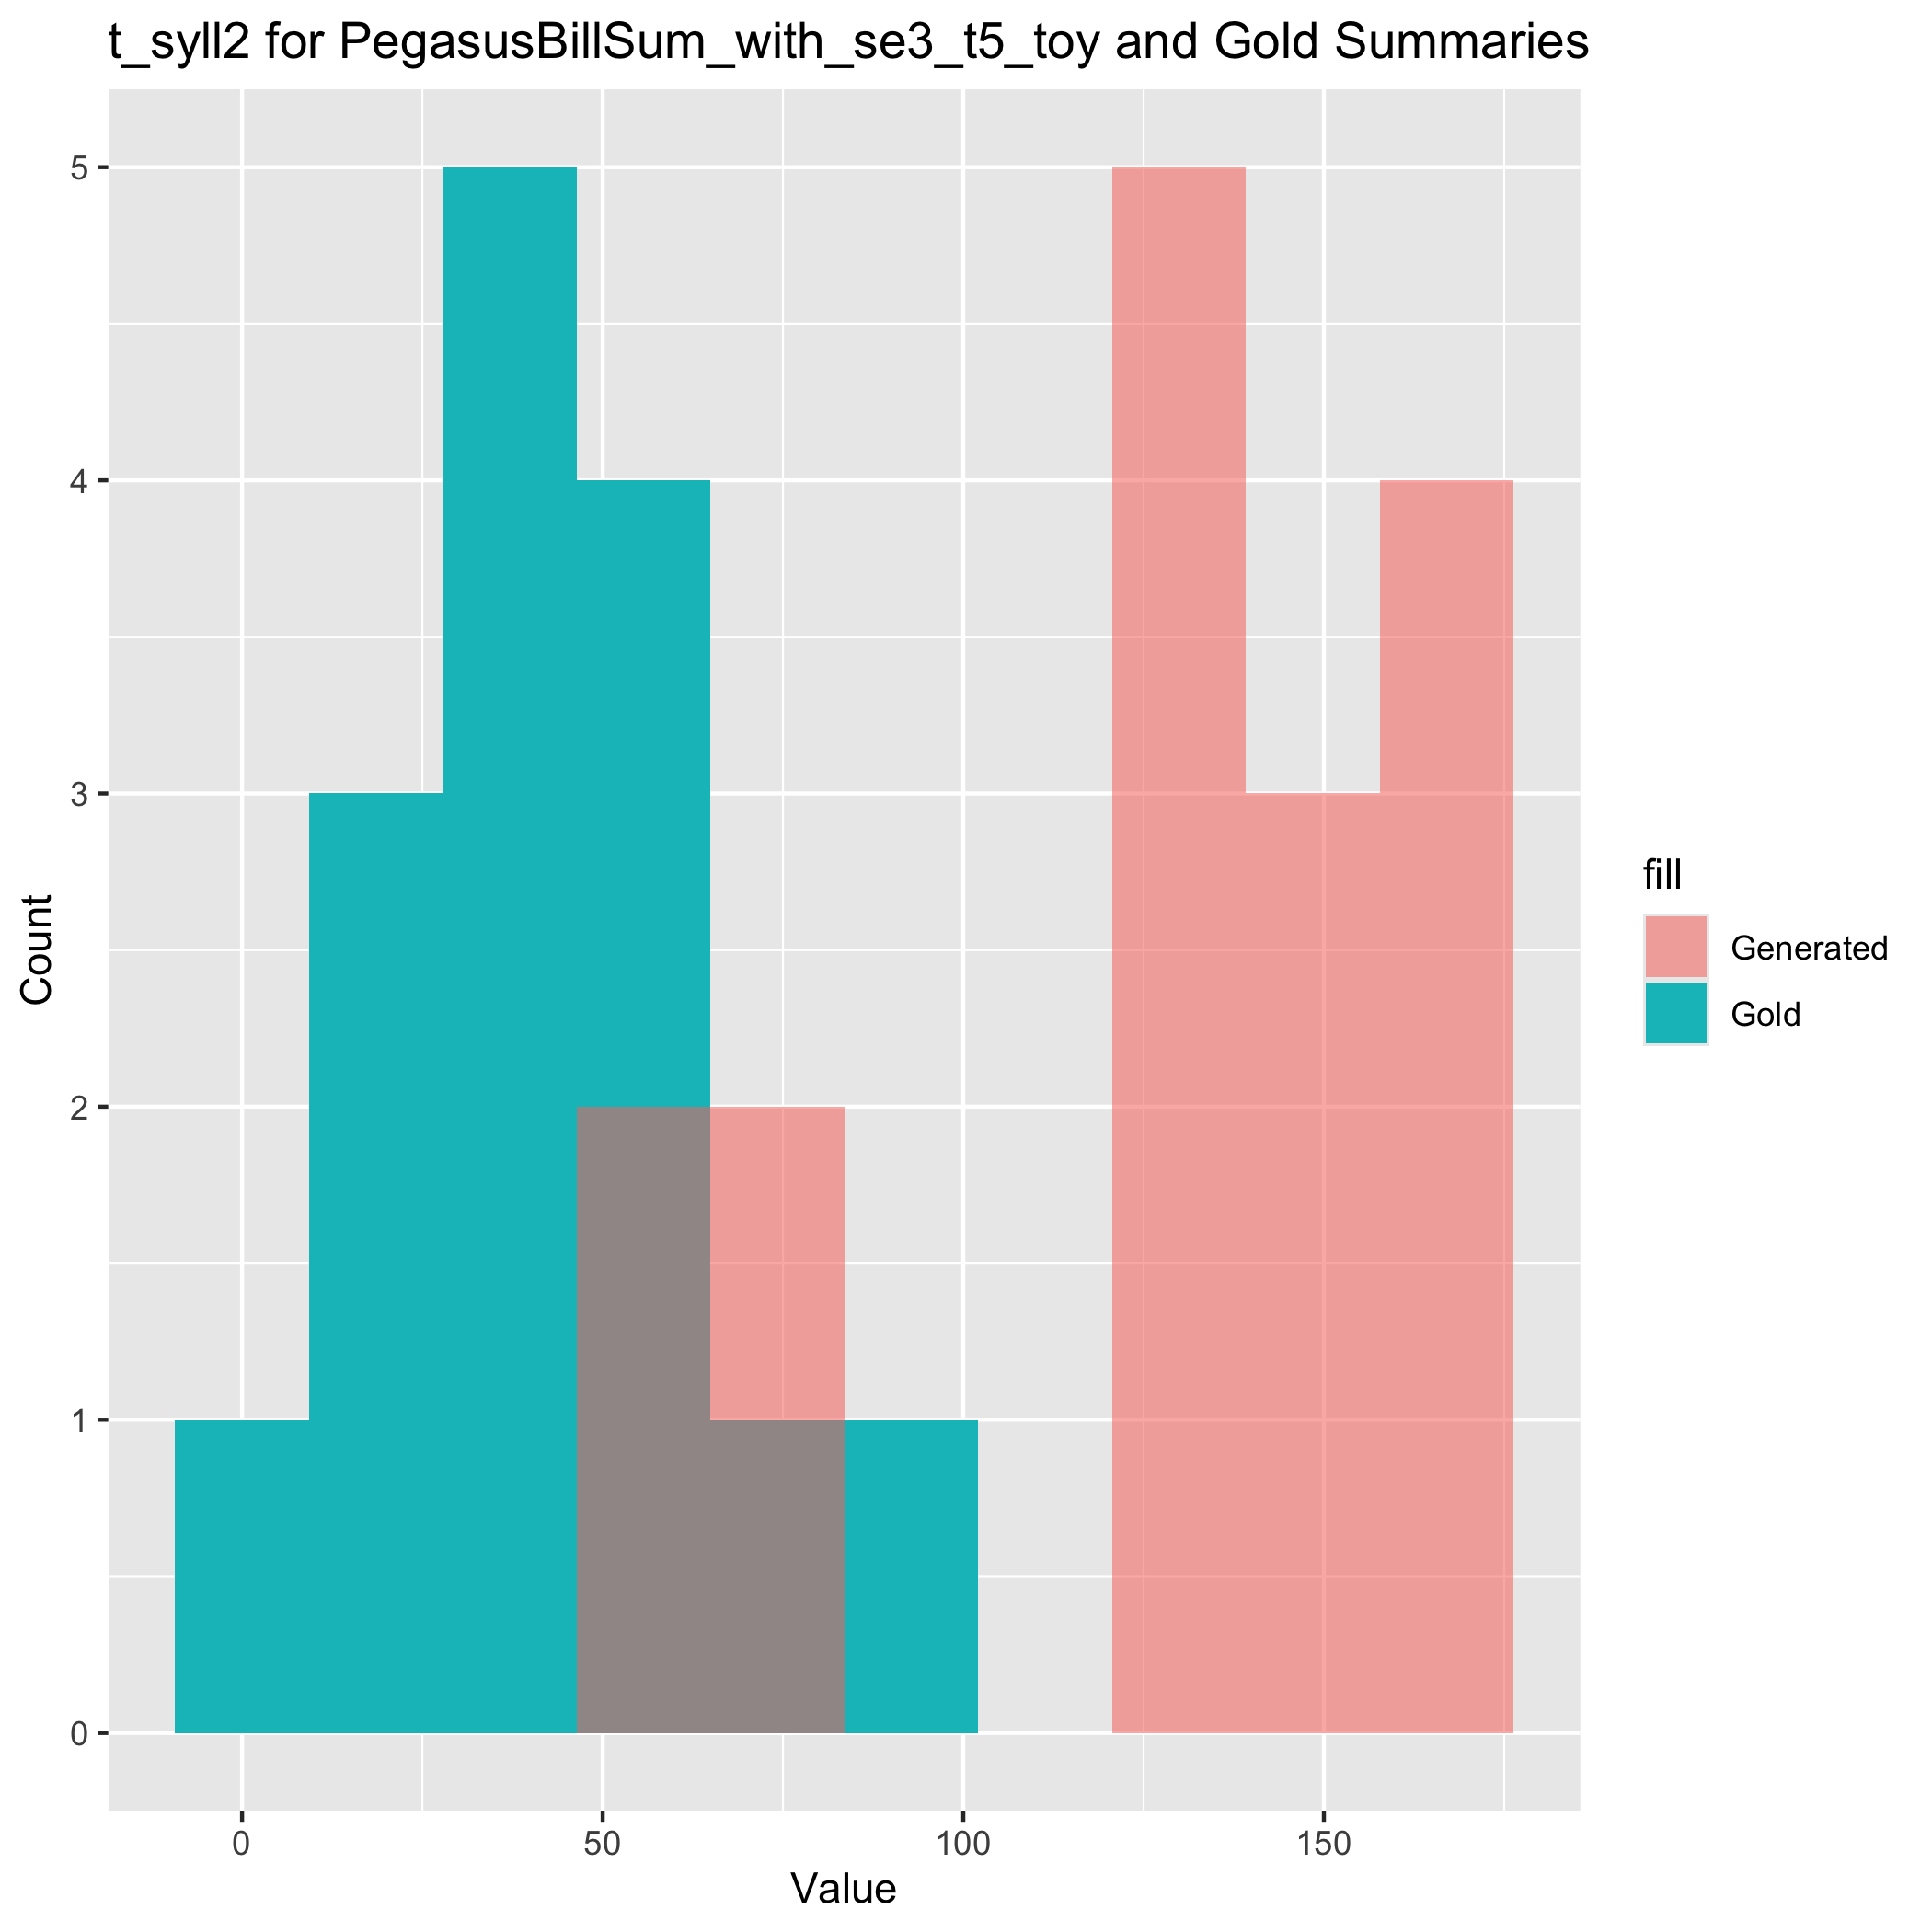 t_syll2 for PegasusBillSum_with_se3_t5_toy and Gold Summaries
5
4
3
2
1
0
Count
0 50 100 150
Value
fill
Generated
Gold